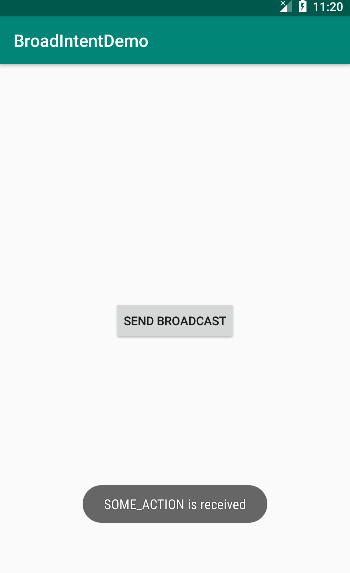 11:20
BroadIntentDemo
SEND BROADCAST
SOME_ACTION is received